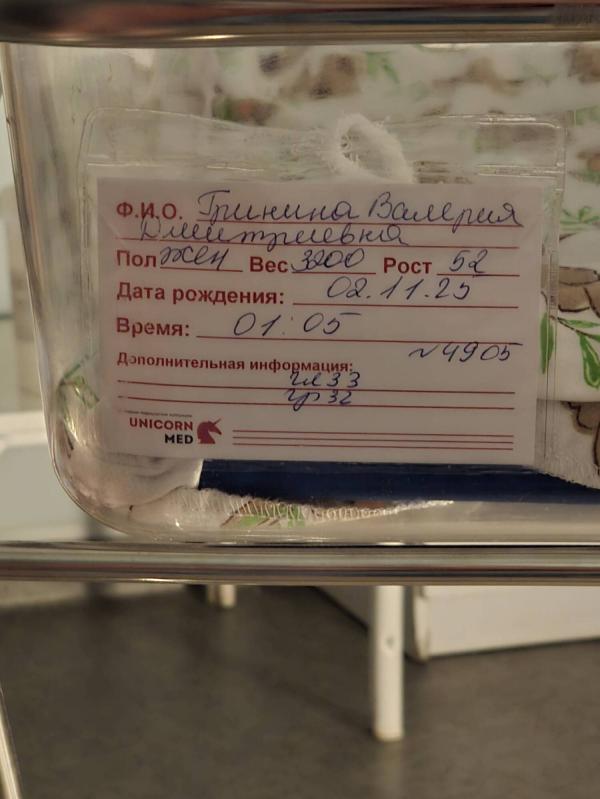 Ф.И.О. Гринина Валерия
Дмитриевна
Пол жен Вес 3200 Рост 52
Дата рождения: 02.11.25
Время: 01:05
Дополнительная информация: №4905
гл 33
гр 32
UNICORN
MED